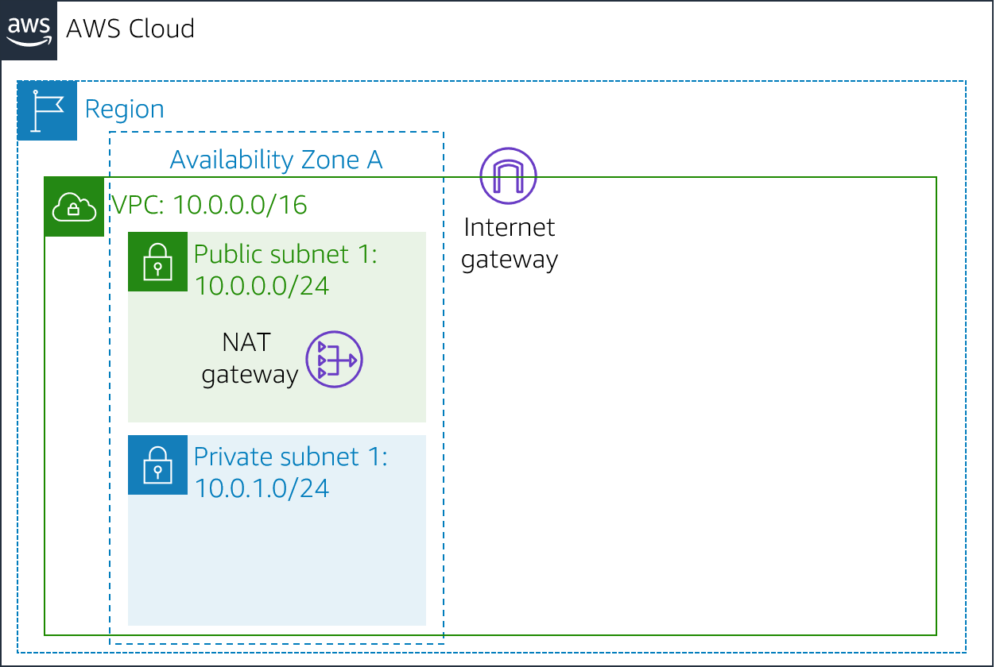 aws
AWS Cloud
Region
Availability Zone A
VPC: 10.0.0.0/16
Internet
gateway
Public subnet 1:
10.0.0.0/24
NAT
gateway
Private subnet 1:
10.0.1.0/24